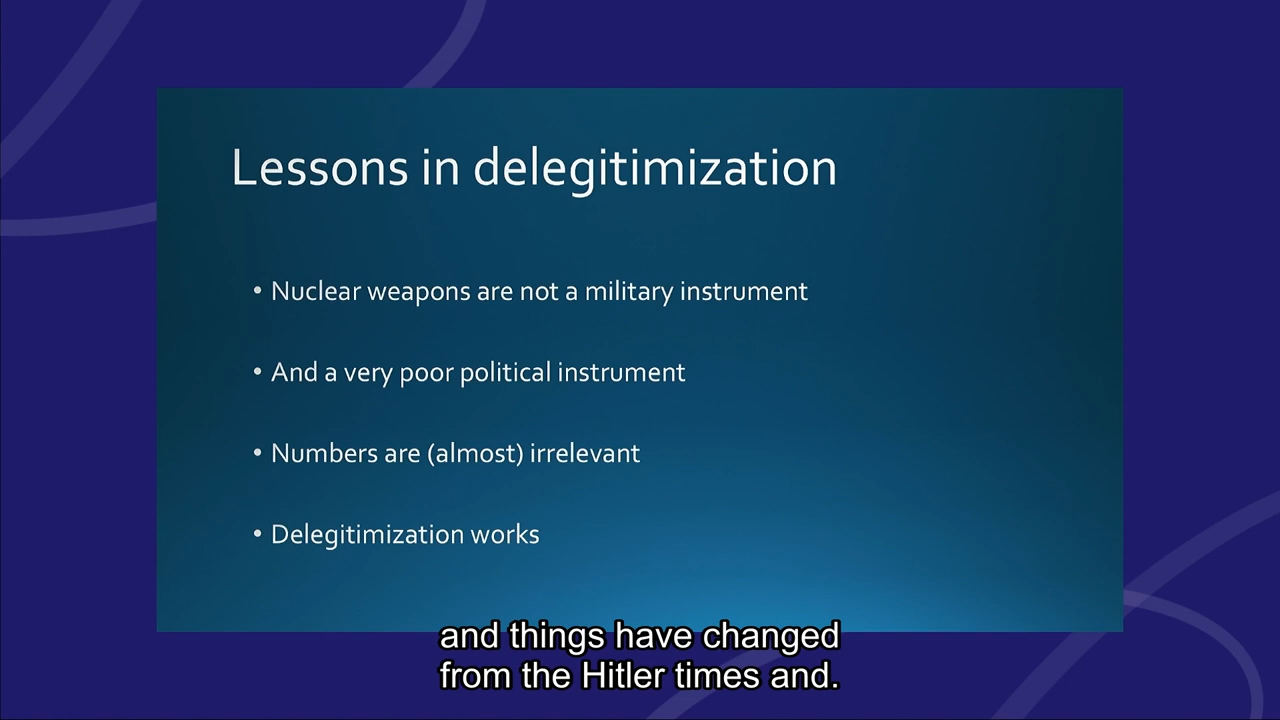 Lessons in delegitimization
• Nuclear weapons are not a military instrument
• And a very poor political instrument
• Numbers are (almost) irrelevant
• Delegitimization works
and things have changed
from the Hitler times and.